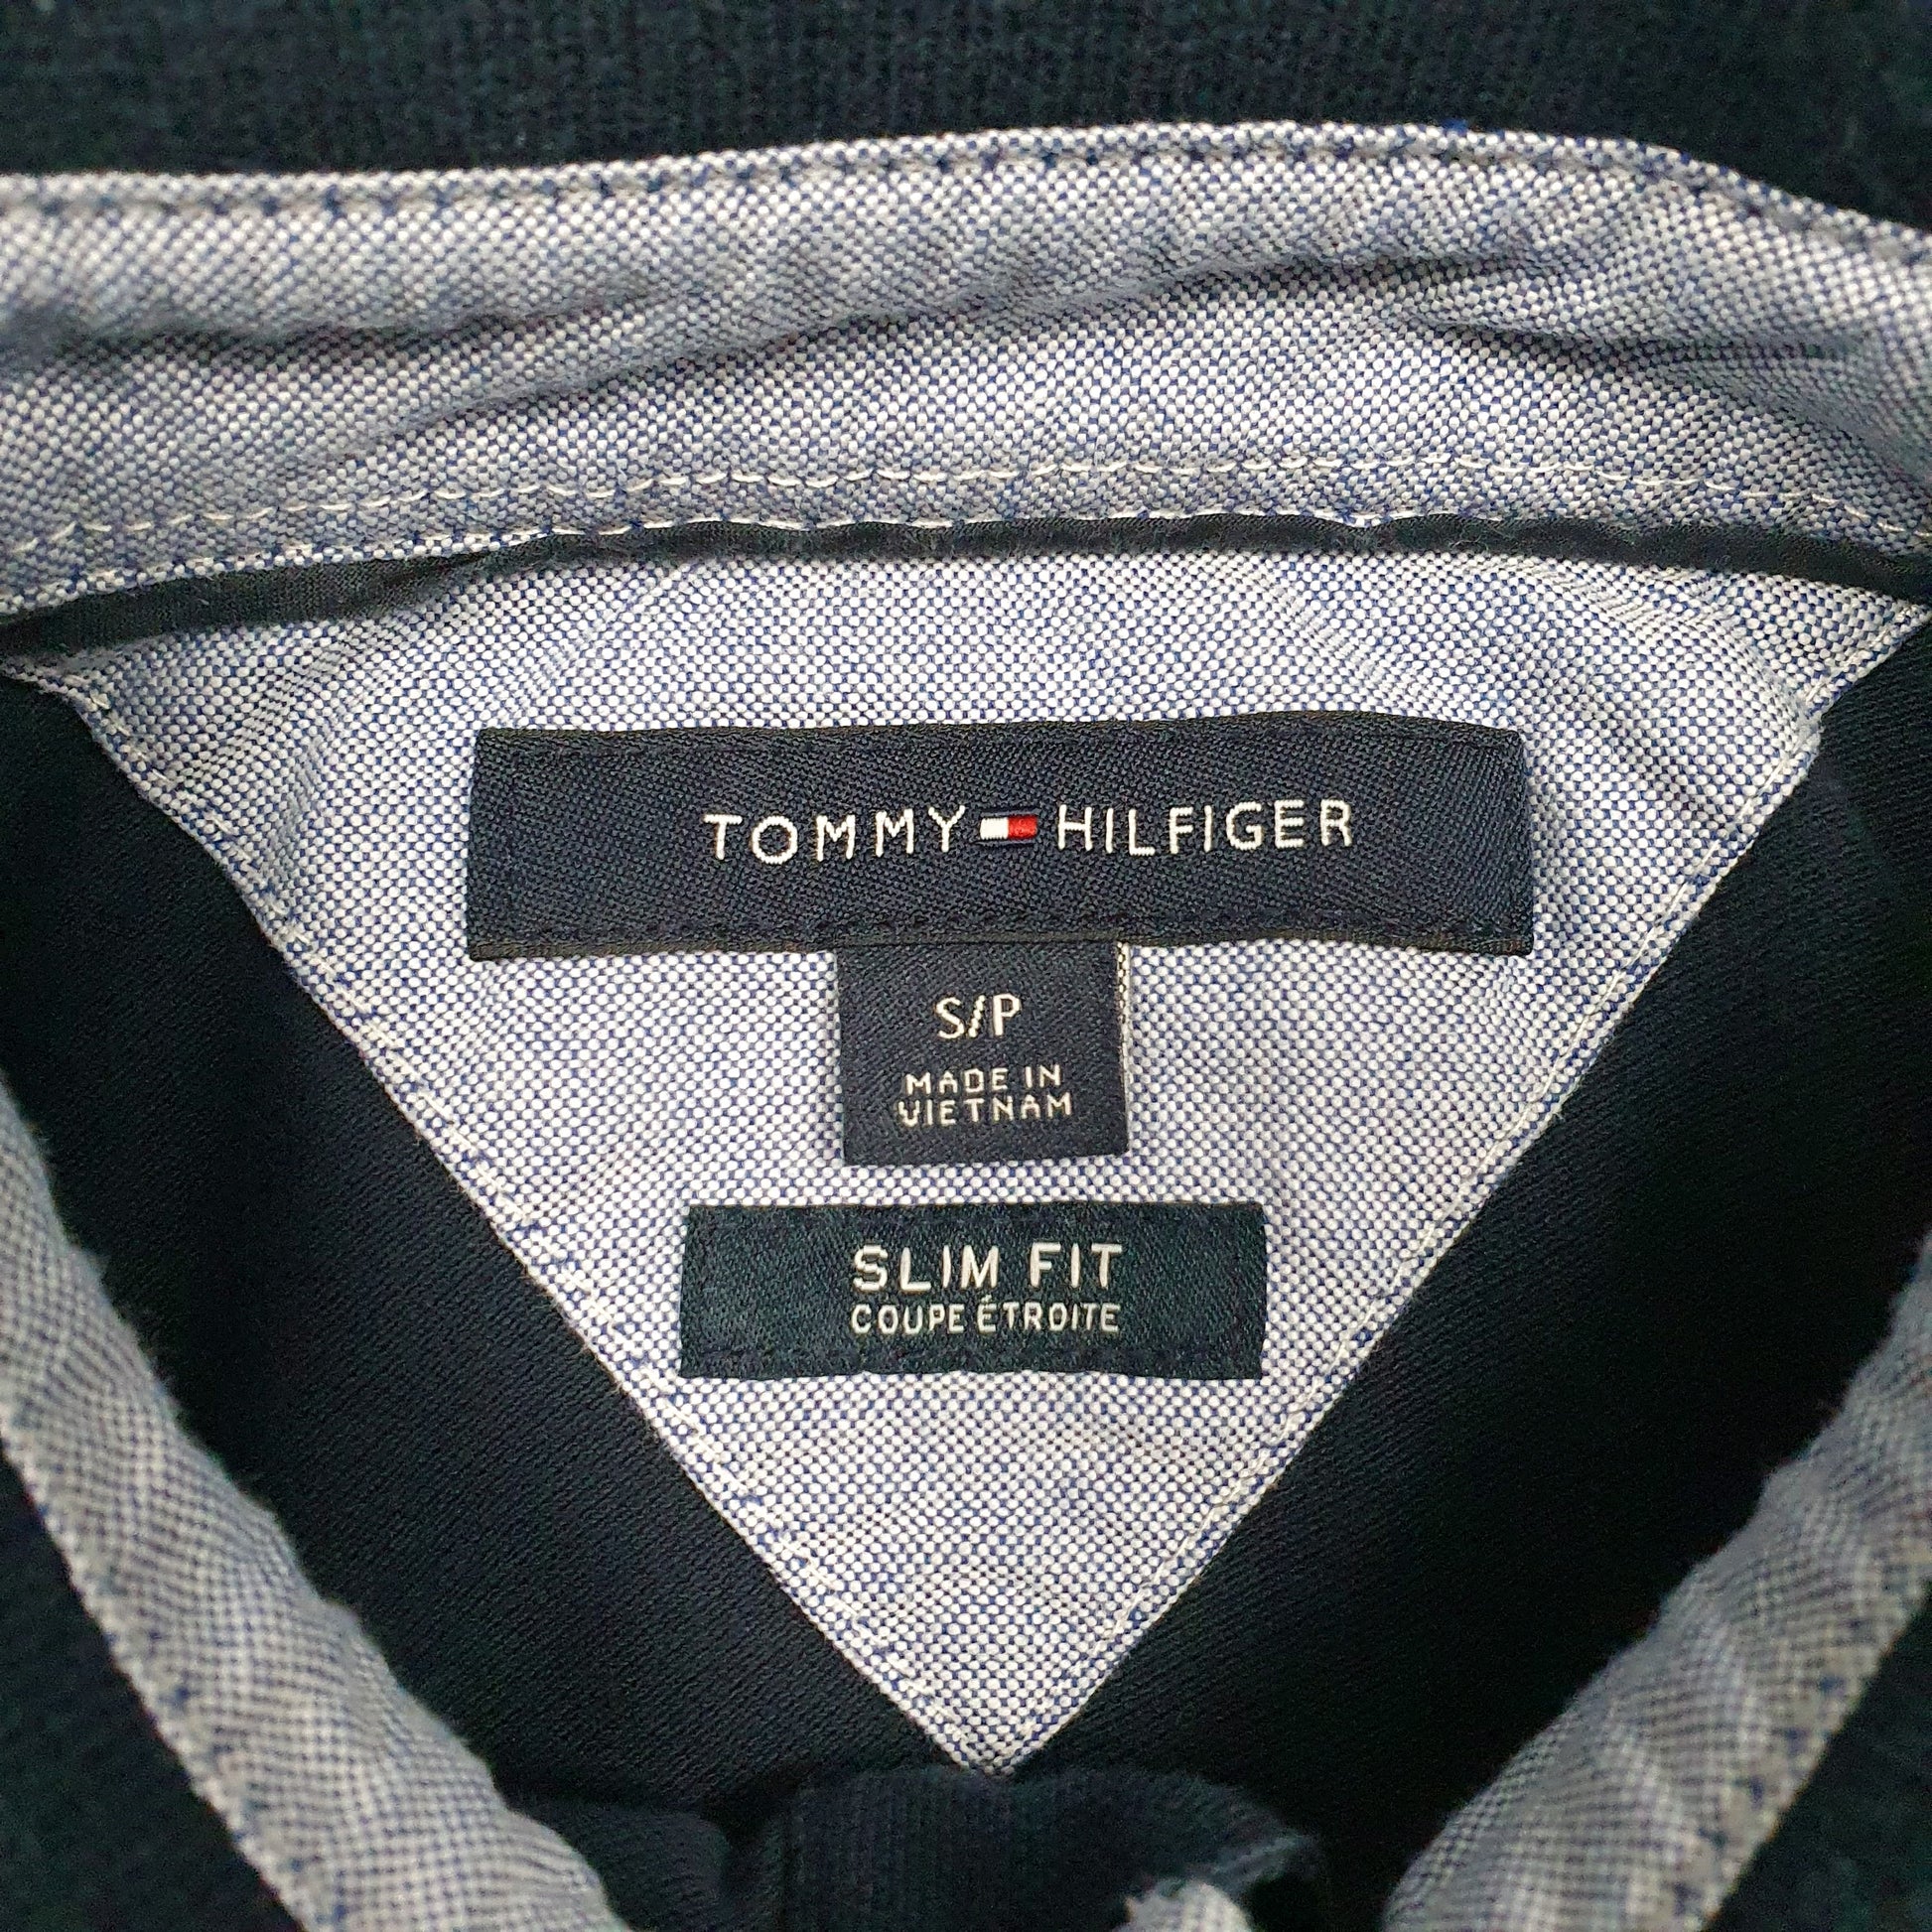 TOMMY HILFIGER
S/P
MADE IN
VIETNAM
SLIM FIT
COUPE ÉTROITE